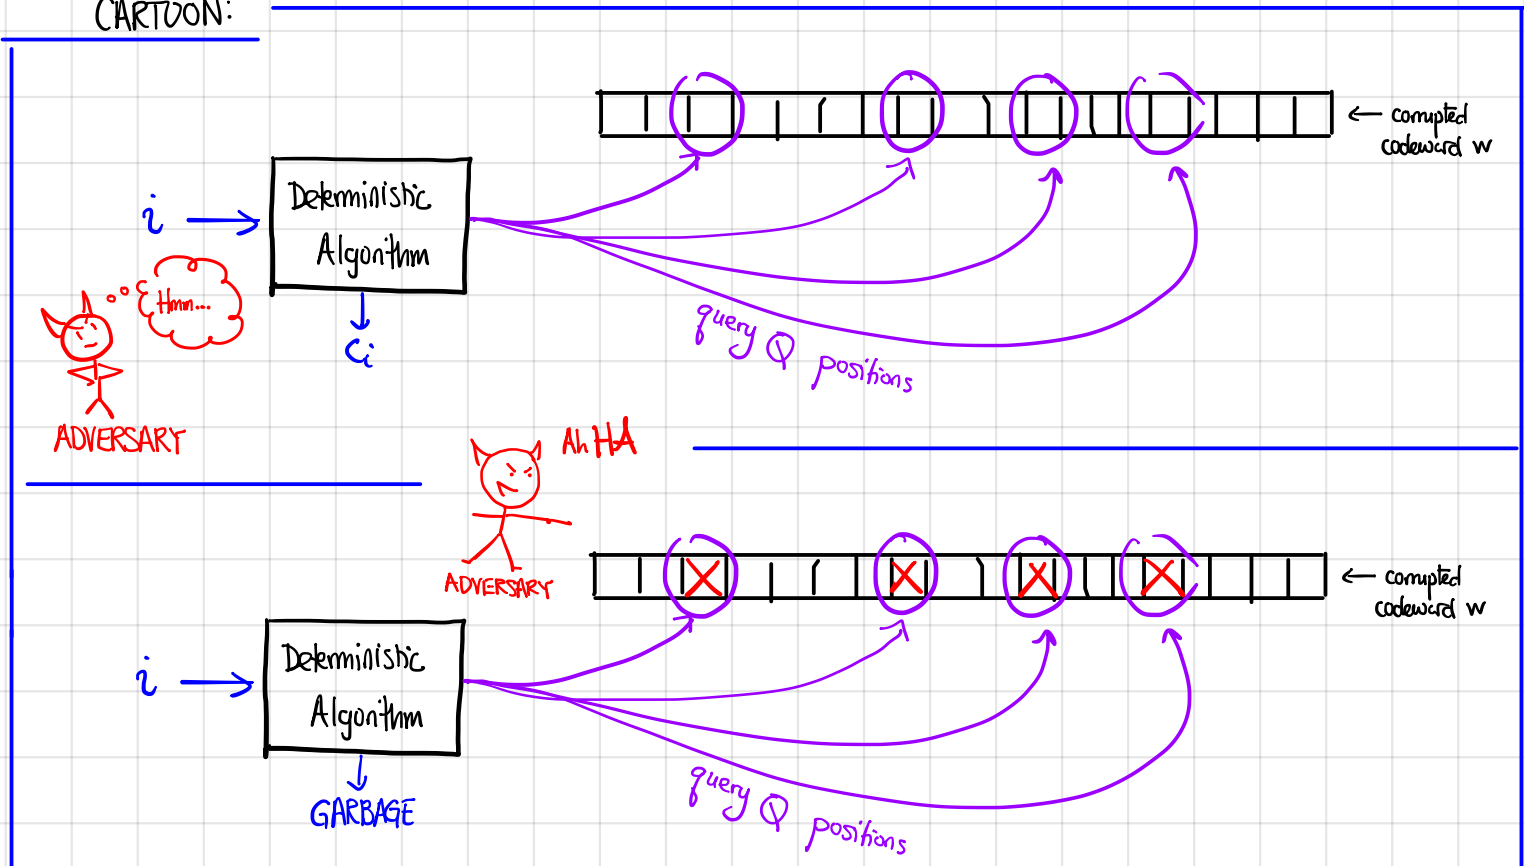 CARTOON:
← corrupted
codeword w
i
Deterministic
Algorithm
Hmm...
ci
query Q positions
ADVERSARY
Ah HA
ADVERSARY
← corrupted
codeword w
i
Deterministic
Algorithm
GARBAGE
query Q positions